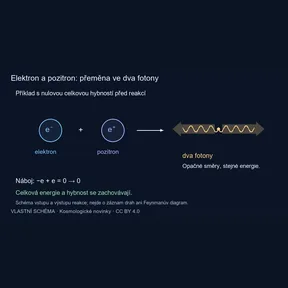 Elektron a pozitron: přeměna ve dva fotony
Příklad s nulovou celkovou hybností před reakcí
e⁻ + e⁺
elektron pozitron
dva fotony
Opačné směry, stejné energie.
Náboj: −e + e = 0 → 0
Celková energie a hybnost se zachovávají.
Schéma vstupu a výstupu reakce, nejde o záznam drah ani Feynmanův diagram.
VLASTNÍ SCHÉMA · Kosmologické novinky · CC BY 4.0